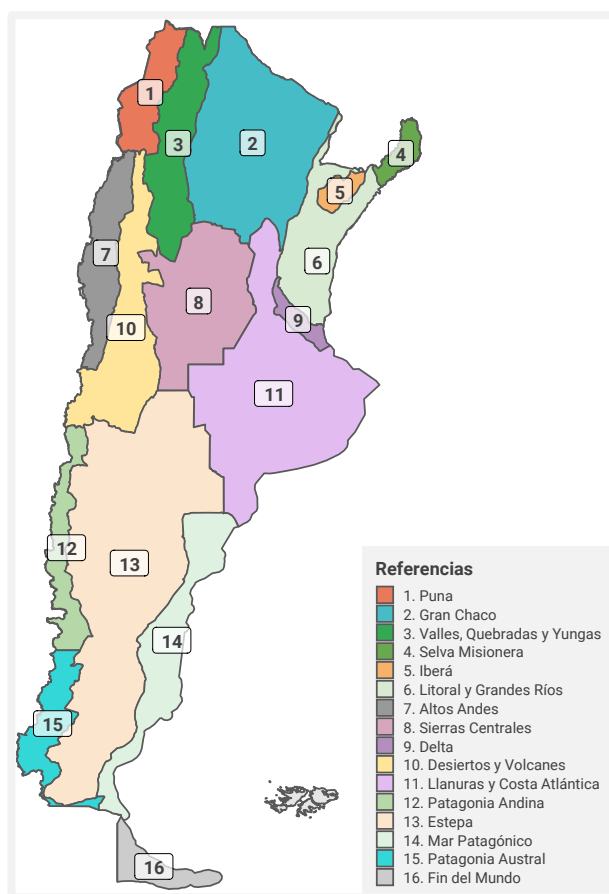 1
2
3
4
5
6
7
8
9
10
11
12
13
14
15
16
Referencias
1. Puna
2. Gran Chaco
3. Valles, Quebradas y Yungas
4. Selva Misionera
5. Iberá
6. Litoral y Grandes Ríos
7. Altos Andes
8. Sierras Centrales
9. Delta
10. Desiertos y Volcanes
11. Llanuras y Costa Atlántica
12. Patagonia Andina
13. Estepa
14. Mar Patagónico
15. Patagonia Austral
16. Fin del Mundo